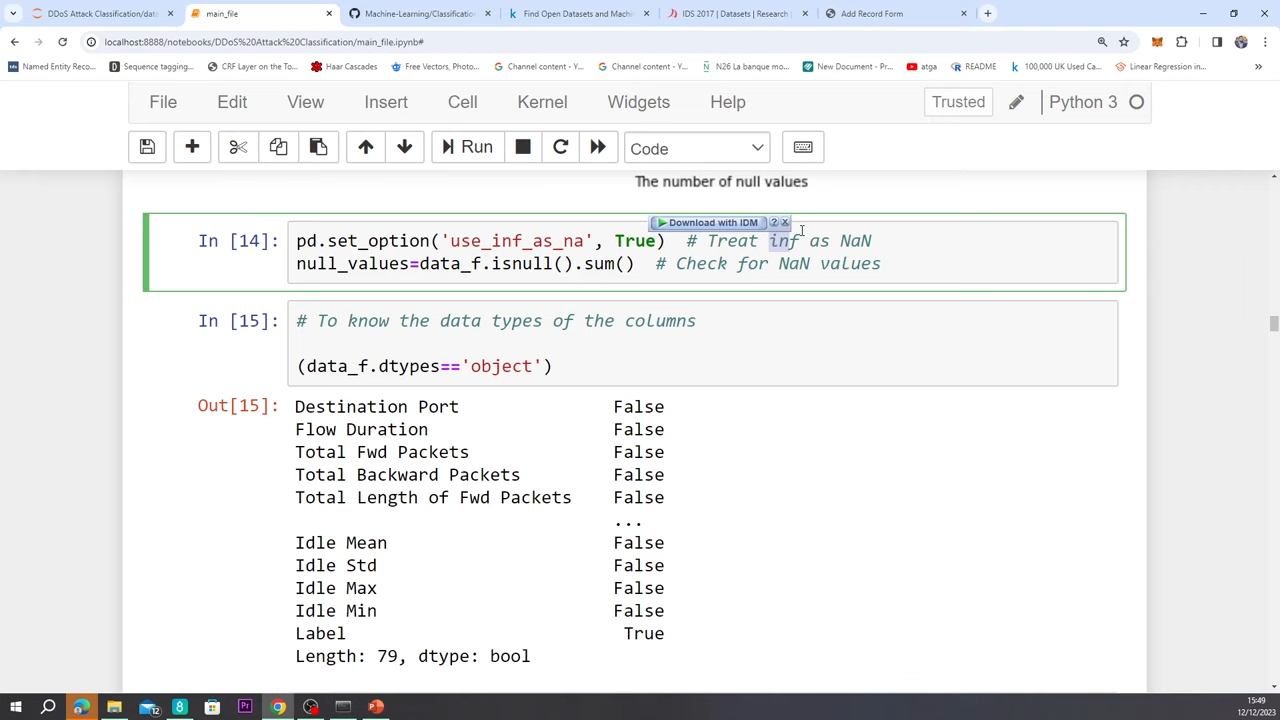 DDoS Attack Classification/data
main_file
Machine-Learning/Classification
Find Open Datasets and Machin
IDS 2017 | Datasets | Research
Add Record Form
localhost:8888/notebooks/DDoS%20Attack%20Classification/main_file.ipynb#
Named Entity Reco...
Sequence tagging...
CRF Layer on the To...
Haar Cascades
Free Vectors, Photo...
Channel content - Y...
Channel content - Y...
N26 La banque mo...
New Document - Pr...
atga
README
100,000 UK Used Ca...
Linear Regression in...
»
File
Edit
View
Insert
Cell
Kernel
Widgets
Help
Trusted
Python 3
Run
Code
The number of null values
Download with IDM ? X
In [14]:
pd.set_option('use_inf_as_na', True)  # Treat inf as NaN
null_values=data_f.isnull().sum()  # Check for NaN values
In [15]:
# To know the data types of the columns
(data_f.dtypes=='object')
Out[15]:
Destination Port False
Flow Duration False
Total Fwd Packets False
Total Backward Packets False
Total Length of Fwd Packets False
...
Idle Mean False
Idle Std False
Idle Max False
Idle Min False
Label True
Length: 79, dtype: bool
15:49
12/12/2023